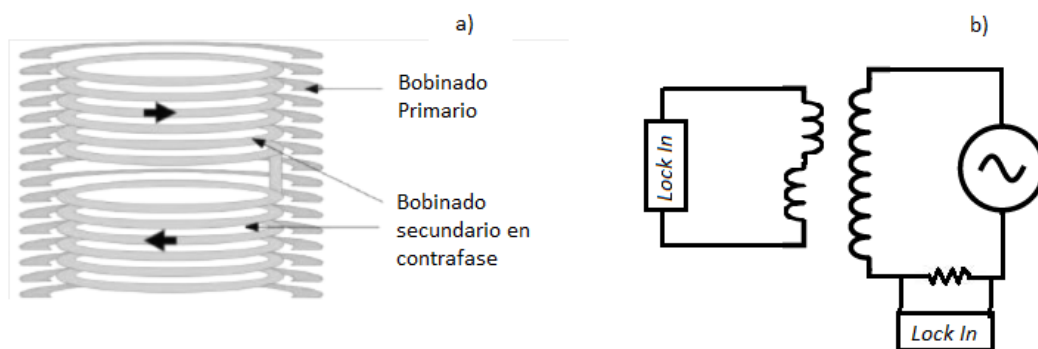 a)
Bobinado
Primario
Bobinado
secundario en
contrafase
b)
Lock In
Lock In